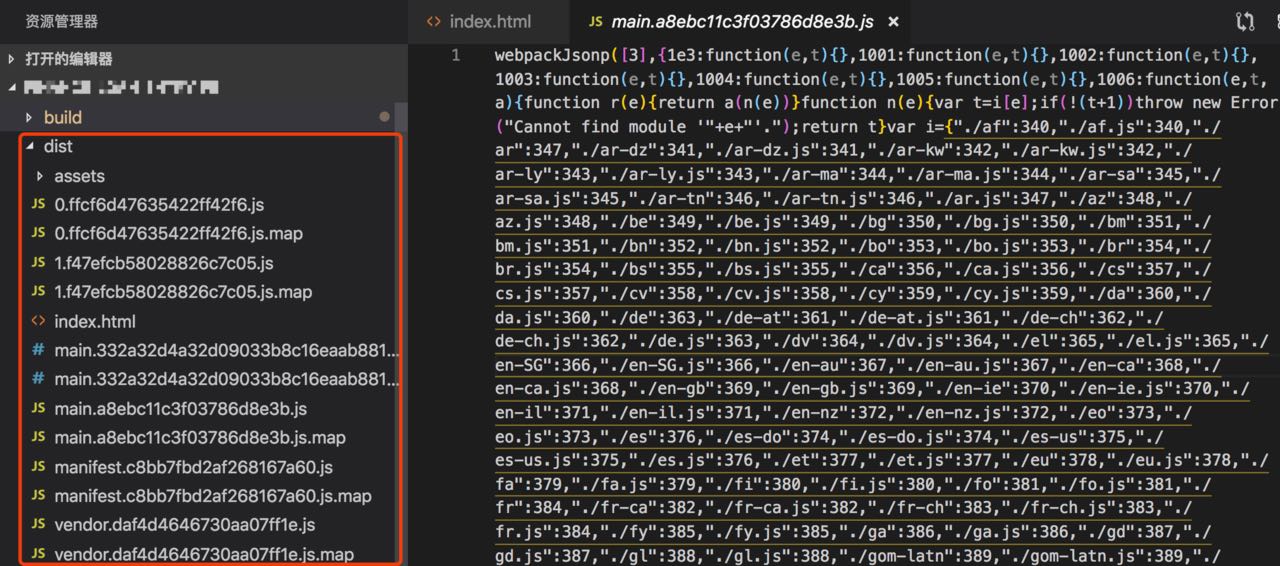 资源管理器
打开的编辑器
build
dist
assets
0.ffcf6d47635422ff42f6.js
0.ffcf6d47635422ff42f6.js.map
1.f47efcb58028826c7c05.js
1.f47efcb58028826c7c05.js.map
index.html
main.332a32d4a32d09033b8c16eaab881...
main.332a32d4a32d09033b8c16eaab881...
main.a8ebc11c3f03786d8e3b.js
main.a8ebc11c3f03786d8e3b.js.map
manifest.c8bb7fbd2af268167a60.js
manifest.c8bb7fbd2af268167a60.js.map
vendor.daf4d4646730aa07ff1e.js
vendor.daf4d4646730aa07ff1e.js.map
index.html
main.a8ebc11c3f03786d8e3b.js
1
webpackJsonp([3],{1e3:function(e,t){},1001:function(e,t){},1002:function(e,t){},
1003:function(e,t){},1004:function(e,t){},1005:function(e,t){},1006:function(e,t,
a){function r(e){return a(n(e))}function n(e){var t=i[e];if(!(t+1))throw new Error
("Cannot find module '"+e+"'.");return t}var i={"./af":340,"./af.js":340,"./
ar":347,"./ar-dz":341,"./ar-dz.js":341,"./ar-kw":342,"./ar-kw.js":342,"./
ar-ly":343,"./ar-ly.js":343,"./ar-ma":344,"./ar-ma.js":344,"./ar-sa":345,"./
ar-sa.js":345,"./ar-tn":346,"./ar-tn.js":346,"./ar.js":347,"./az":348,"./
az.js":348,"./be":349,"./be.js":349,"./bg":350,"./bg.js":350,"./bm":351,"./
bm.js":351,"./bn":352,"./bn.js":352,"./bo":353,"./bo.js":353,"./br":354,"./
br.js":354,"./bs":355,"./bs.js":355,"./ca":356,"./ca.js":356,"./cs":357,"./
cs.js":357,"./cv":358,"./cv.js":358,"./cy":359,"./cy.js":359,"./da":360,"./
da.js":360,"./de":363,"./de-at":361,"./de-at.js":361,"./de-ch":362,"./
de-ch.js":362,"./de.js":363,"./dv":364,"./dv.js":364,"./el":365,"./el.js":365,"./
en-SG":366,"./en-SG.js":366,"./en-au":367,"./en-au.js":367,"./en-ca":368,"./
en-ca.js":368,"./en-gb":369,"./en-gb.js":369,"./en-ie":370,"./en-ie.js":370,"./
en-il":371,"./en-il.js":371,"./en-nz":372,"./en-nz.js":372,"./eo":373,"./
eo.js":373,"./es":376,"./es-do":374,"./es-do.js":374,"./es-us":375,"./
es-us.js":375,"./es.js":376,"./et":377,"./et.js":377,"./eu":378,"./eu.js":378,"./
fa":379,"./fa.js":379,"./fi":380,"./fi.js":380,"./fo":381,"./fo.js":381,"./
fr":384,"./fr-ca":382,"./fr-ca.js":382,"./fr-ch":383,"./fr-ch.js":383,"./
fr.js":384,"./fy":385,"./fy.js":385,"./ga":386,"./ga.js":386,"./gd":387,"./
gd.js":387,"./gl":388,"./gl.js":388,"./gom-latn":389,"./gom-latn.js":389,"./